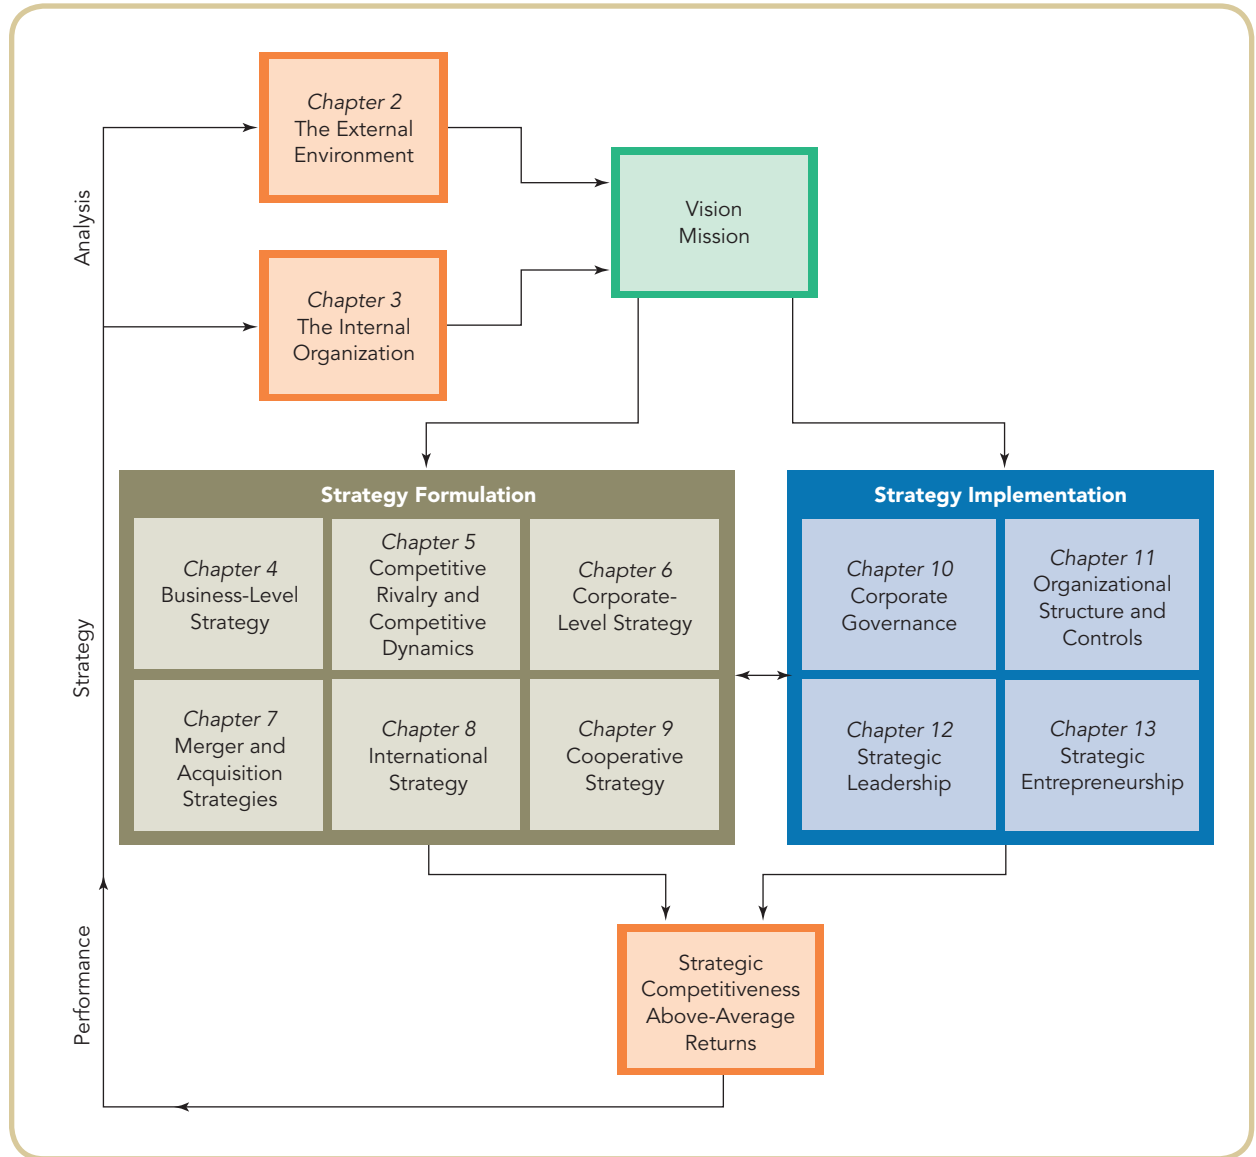 Chapter 2
The External
Environment
Vision
Mission
Analysis
Chapter 3
The Internal
Organization
Strategy Formulation
Chapter 4
Business-Level
Strategy
Chapter 5
Competitive
Rivalry and
Competitive
Dynamics
Chapter 6
Corporate-
Level Strategy
Chapter 7
Merger and
Acquisition
Strategies
Chapter 8
International
Strategy
Chapter 9
Cooperative
Strategy
Strategy
Strategy Implementation
Chapter 10
Corporate
Governance
Chapter 11
Organizational
Structure and
Controls
Chapter 12
Strategic
Leadership
Chapter 13
Strategic
Entrepreneurship
Performance
Strategic
Competitiveness
Above-Average
Returns